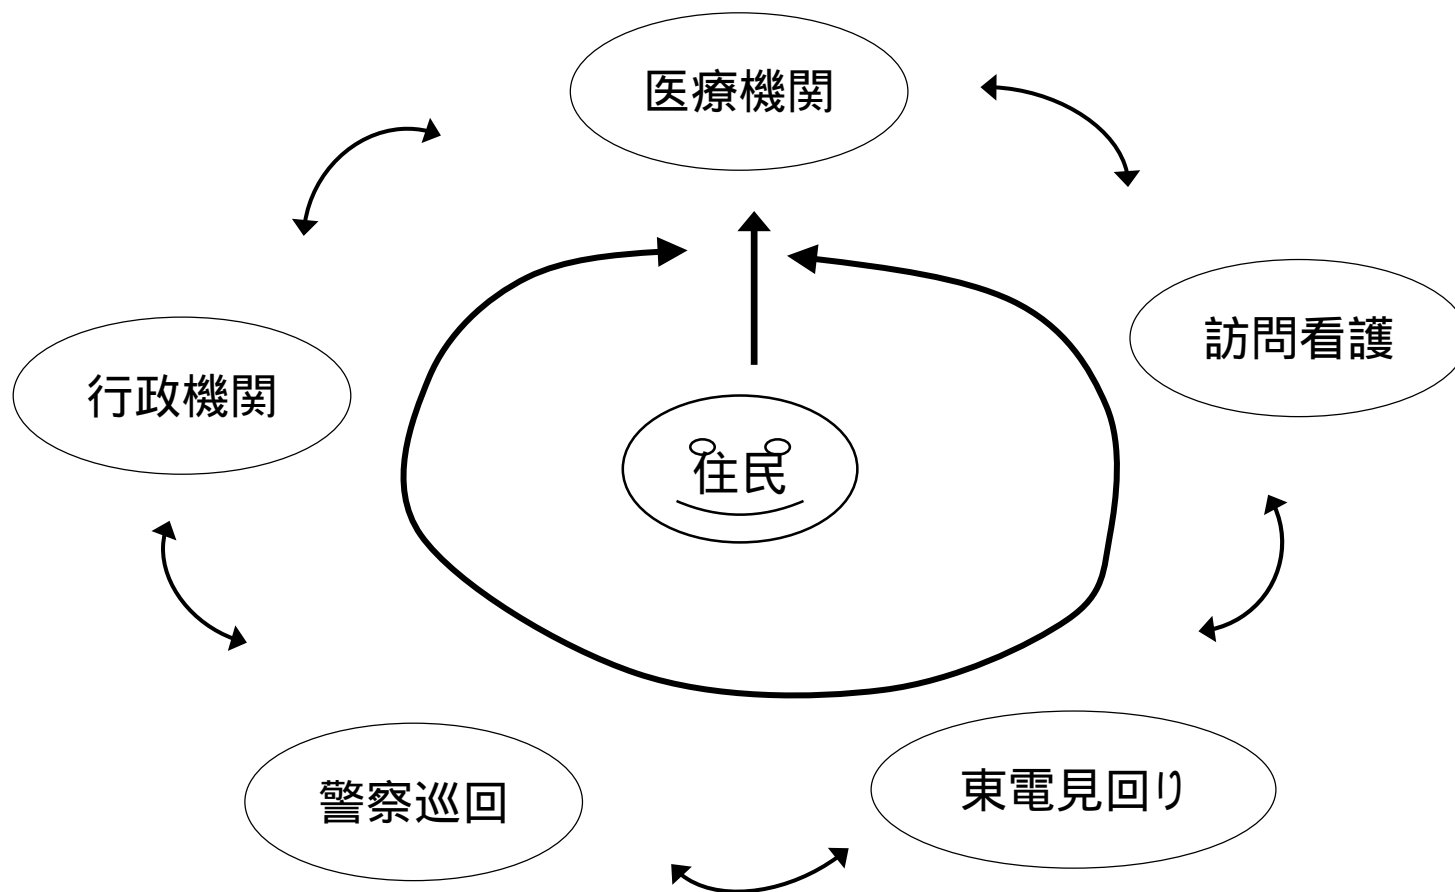 医療機関
訪問看護
行政機関
住民
東電見回り
警察巡回